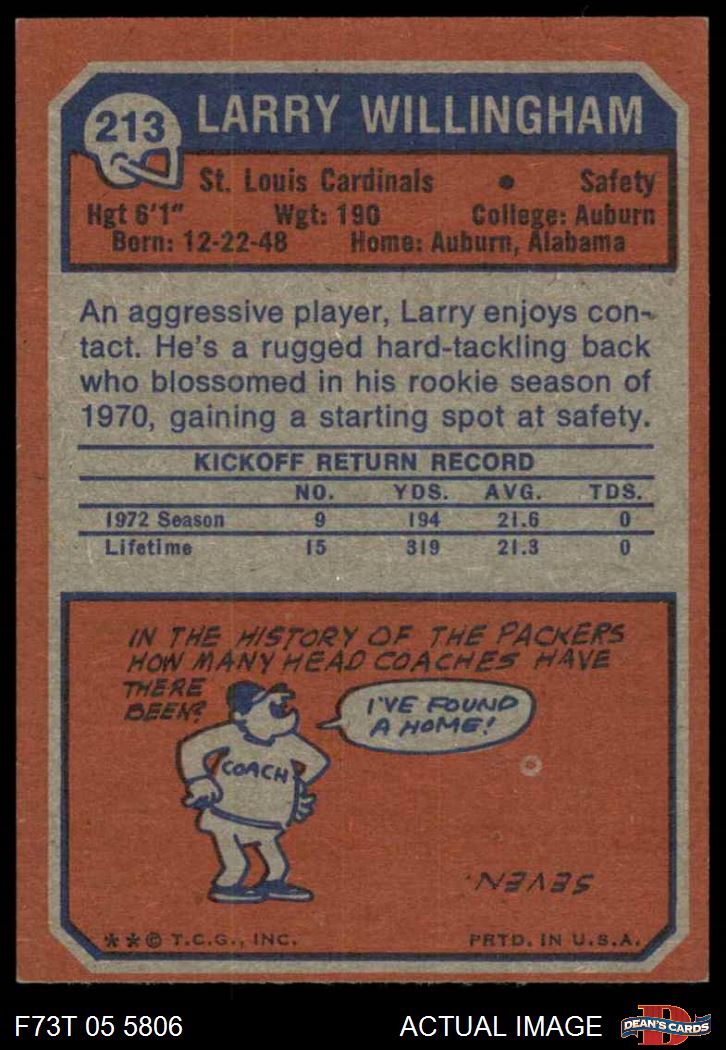 213 LARRY WILLINGHAM
St. Louis Cardinals • Safety
Hgt 6'1" Wgt: 190 College: Auburn
Born: 12-22-48 Home: Auburn, Alabama
An aggressive player, Larry enjoys con-
tact. He's a rugged hard-tackling back
who blossomed in his rookie season of
1970, gaining a starting spot at safety.
KICKOFF RETURN RECORD
NO. YDS. AVG. TDS.
1972 Season 9 194 21.6 0
Lifetime 15 319 21.3 0
IN THE HISTORY OF THE PACKERS
HOW MANY HEAD COACHES HAVE
THERE
BEEN?
I'VE FOUND
A HOME!
COACH
SEVEN.
**© T.C.G., INC. PRTD. IN U.S.A.
F73T 05 5806 ACTUAL IMAGE D DEAN'S CARDS